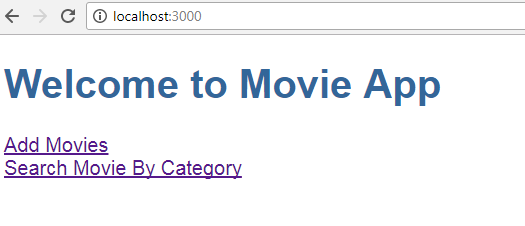 localhost:3000
Welcome to Movie App
Add Movies
Search Movie By Category